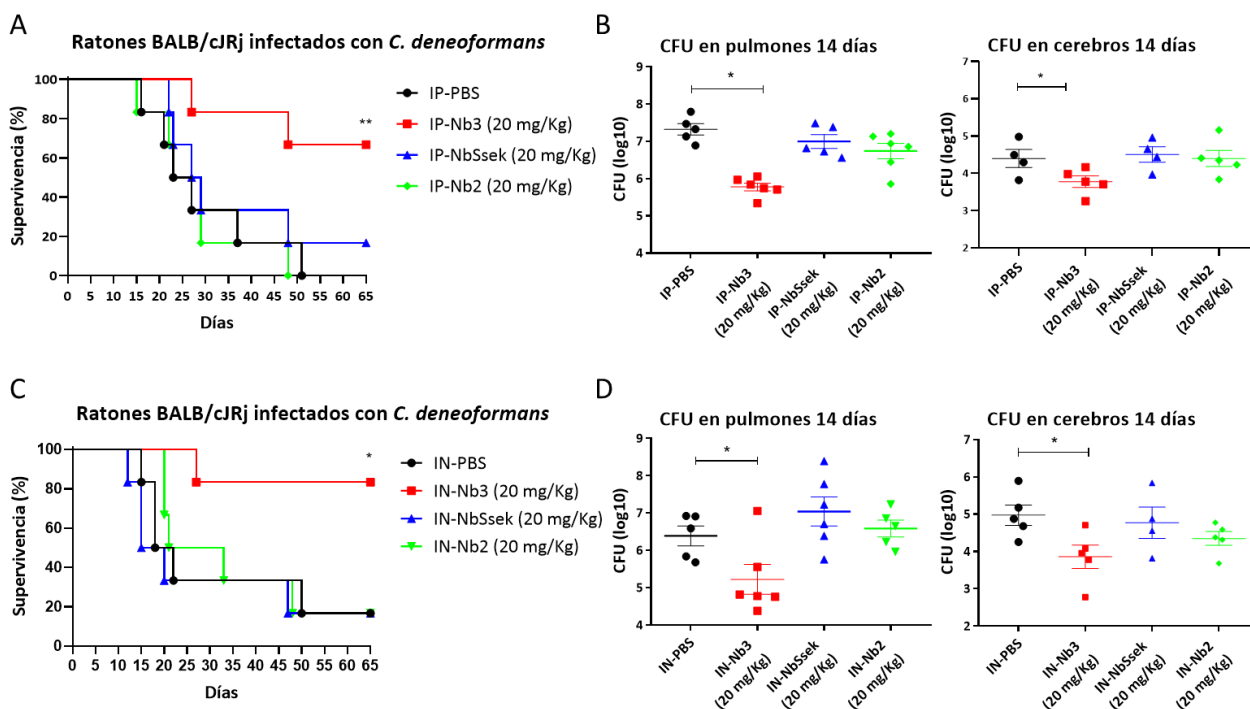 A
Ratones BALB/cJRj infectados con C. deneoformans
Supervivencia (%)
100
80
60
40
20
0
0 5 10 15 20 25 30 35 40 45 50 55 60 65
Días
**
IP-PBS
IP-Nb3 (20 mg/Kg)
IP-NbSsek (20 mg/Kg)
IP-Nb2 (20 mg/Kg)
B
CFU en pulmones 14 días
CFU (log10)
9
8
7
6
5
4
*
IP-PBS
IP-Nb3
(20 mg/Kg)
IP-NbSsek
(20 mg/Kg)
IP-Nb2
(20 mg/Kg)
CFU en cerebros 14 días
CFU (log10)
7
6
5
4
3
2
*
IP-PBS
IP-Nb3
(20 mg/Kg)
IP-NbSsek
(20 mg/Kg)
IP-Nb2
(20 mg/Kg)
C
Ratones BALB/cJRj infectados con C. deneoformans
Supervivencia (%)
100
80
60
40
20
0
0 5 10 15 20 25 30 35 40 45 50 55 60 65
Días
*
IN-PBS
IN-Nb3 (20 mg/Kg)
IN-NbSsek (20 mg/Kg)
IN-Nb2 (20 mg/Kg)
D
CFU en pulmones 14 días
CFU (log10)
9
8
7
6
5
4
*
IN-PBS
IN-Nb3
(20 mg/Kg)
IN-NbSsek
(20 mg/Kg)
IN-Nb2
(20 mg/Kg)
CFU en cerebros 14 días
CFU (log10)
7
6
5
4
3
2
*
IN-PBS
IN-Nb3
(20 mg/Kg)
IN-NbSsek
(20 mg/Kg)
IN-Nb2
(20 mg/Kg)